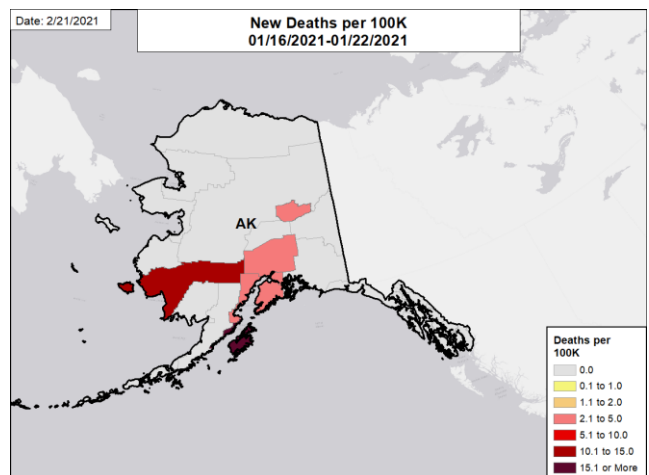 Date: 2/21/2021
New Deaths per 100K
01/16/2021-01/22/2021
AK
Deaths per
100K
0.0
0.1 to 1.0
1.1 to 2.0
2.1 to 5.0
5.1 to 10.0
10.1 to 15.0
15.1 or More